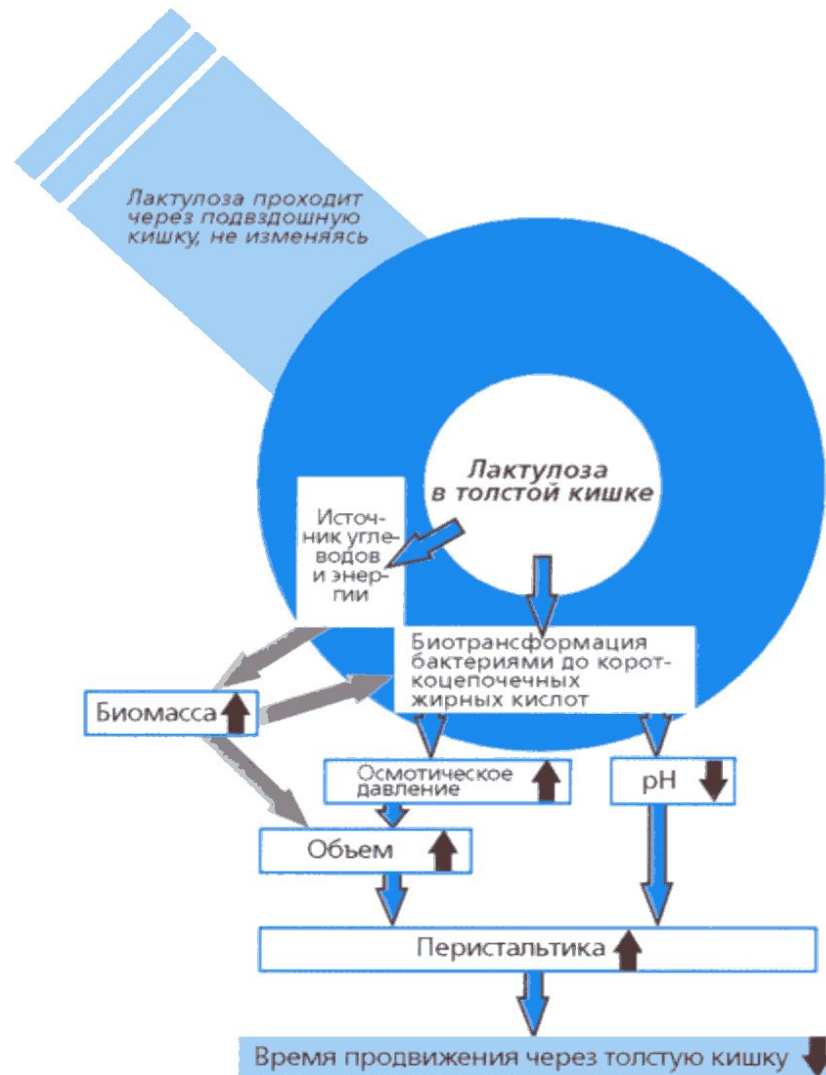 Лактулоза проходит
через подвздошную
кишку, не изменяясь
Лактулоза
в толстой кишке
Источ-
ник угле-
водов
и энер-
гии
Биотрансформация
бактериями до корот-
коцепочечных
жирных кислот
Биомасса
Осмотическое
давление
pH
Объем
Перистальтика
Время продвижения через толстую кишку